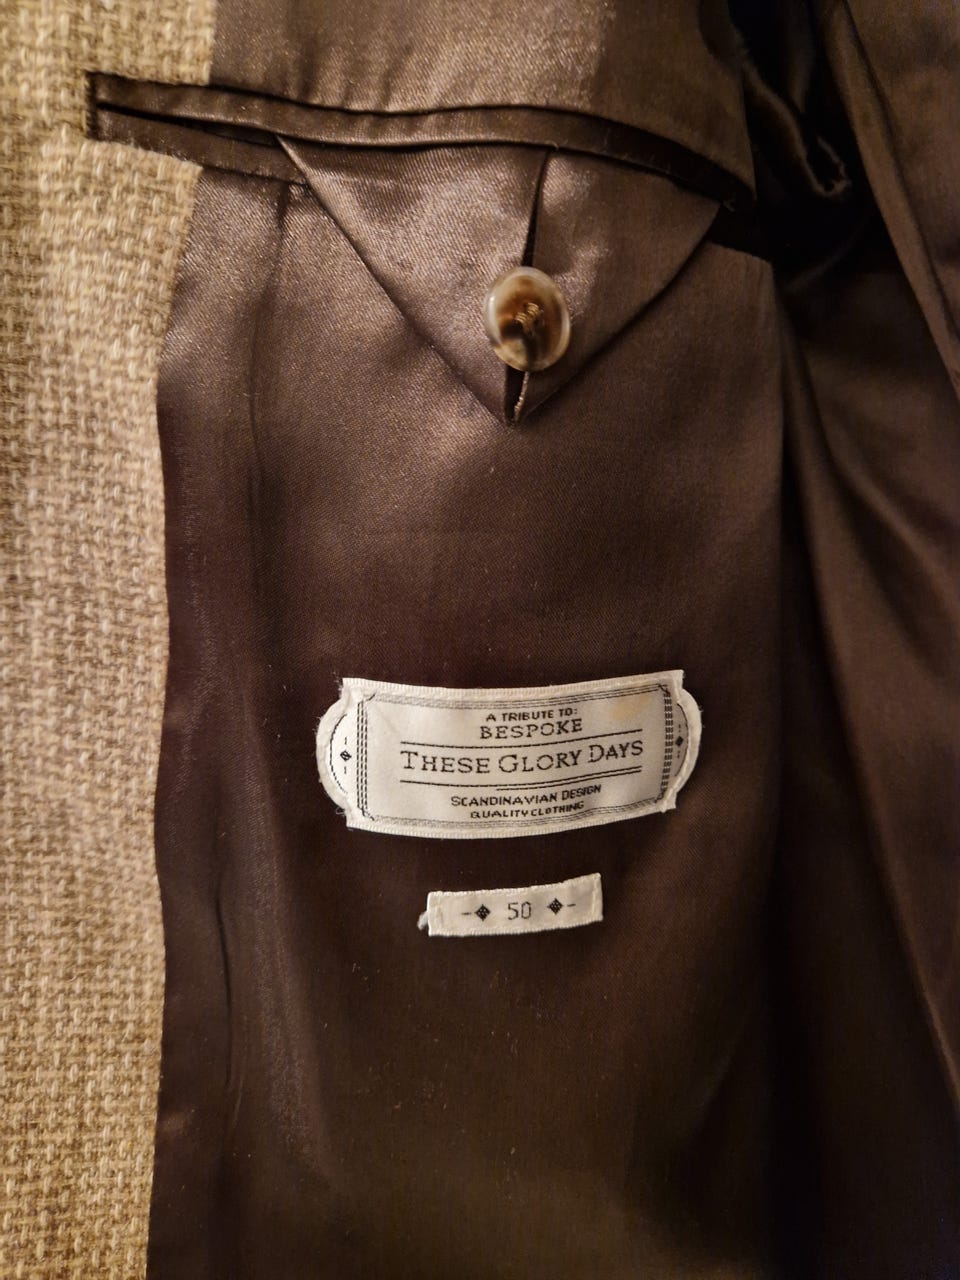 A TRIBUTE TO:
BESPOKE
THESE GLORY DAYS
SCANDINAVIAN DESIGN
QUALITY CLOTHING
50